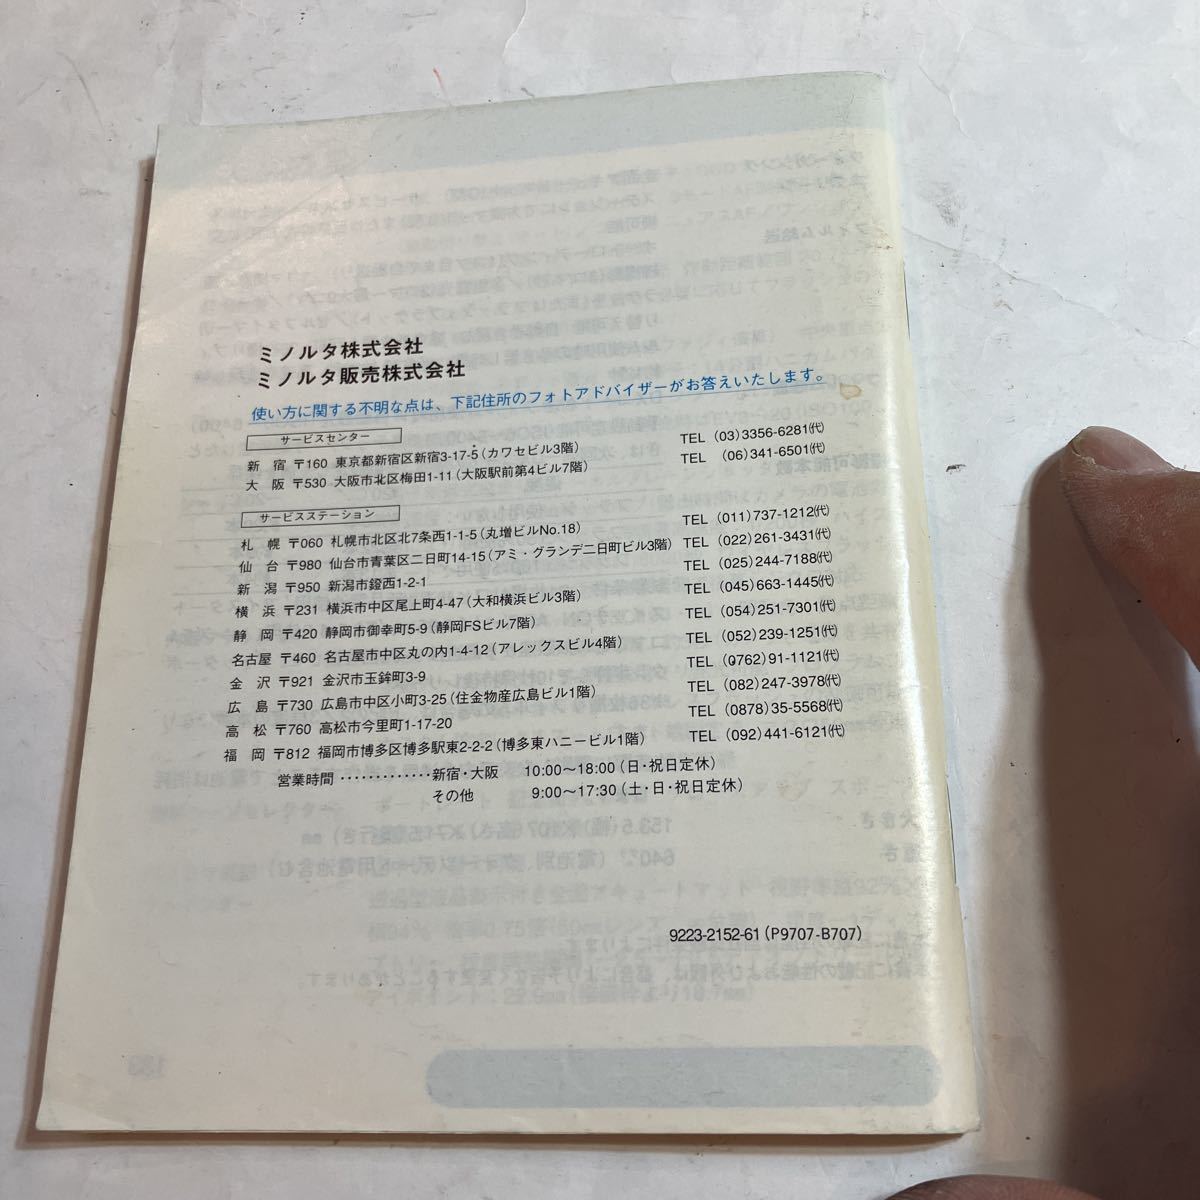 ミノルタ株式会社
ミノルタ販売株式会社
使い方に関する不明な点は、下記住所のフォトアドバイザーがお答えいたします。
サービスセンター
新 宿 〒160 東京都新宿区新宿3-17-5(カワセビル3階) TEL (03)3356-6281㈹
大 阪 〒530 大阪市北区梅田1-11(大阪駅前第4ビル7階) TEL (06)341-6501㈹
サービスステーション
札 幌 〒060 札幌市北区北7条西1-1-5(丸増ビルNo.18) TEL (011)737-1212㈹
仙 台 〒980 仙台市青葉区二日町14-15(アミ・グランデ二日町ビル3階) TEL (022)261-3431㈹
新 潟 〒950 新潟市鐙西1-2-1 TEL (025)244-7188㈹
横 浜 〒231 横浜市中区尾上町4-47(大和横浜ビル3階) TEL (045)663-1445㈹
静 岡 〒420 静岡市御幸町5-9(静岡FSビル7階) TEL (054)251-7301㈹
名古屋 〒460 名古屋市中区丸の内1-4-12(アレックスビル4階) TEL (052)239-1251㈹
金 沢 〒921 金沢市玉鉾町3-9 TEL (0762)91-1121㈹
広 島 〒730 広島市中区小町3-25(住金物産広島ビル1階) TEL (082)247-3978㈹
高 松 〒760 高松市今里町1-17-20 TEL (0878)35-5568㈹
福 岡 〒812 福岡市博多区博多駅東2-2-2(博多東ハニービル1階) TEL (092)441-6121㈹
営業時間 ·············新宿・大阪 10:00〜18:00(日・祝日定休)
その他 9:00〜17:30(土・日・祝日定休)
9223-2152-61(P9707-B707)